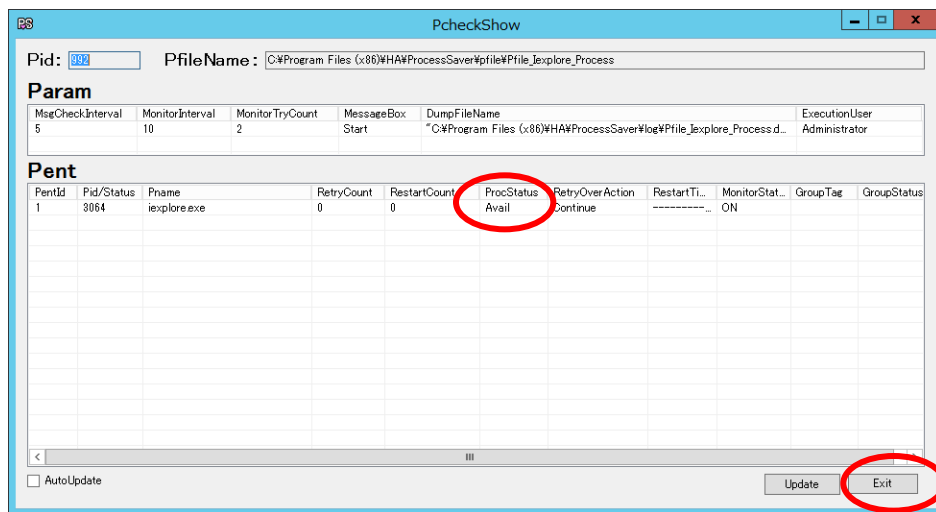 PS PcheckShow
Pid: 992 PfileName: C:¥Program Files (x86)¥HA¥ProcessSaver¥pfile¥Pfile_Iexplore_Process
Param
MsgCheckInterval MonitorInterval MonitorTryCount MessageBox DumpFileName ExecutionUser
5 10 2 Start "C:¥Program Files (x86)¥HA¥ProcessSaver¥log¥Pfile_Iexplore_Process.d... Administrator
Pent
PentId Pid/Status Pname RetryCount RestartCount ProcStatus RetryOverAction RestartTi... MonitorStat... GroupTag GroupStatus
1 3064 iexplore.exe 0 0 Avail Continue ---------... ON
AutoUpdate Update Exit